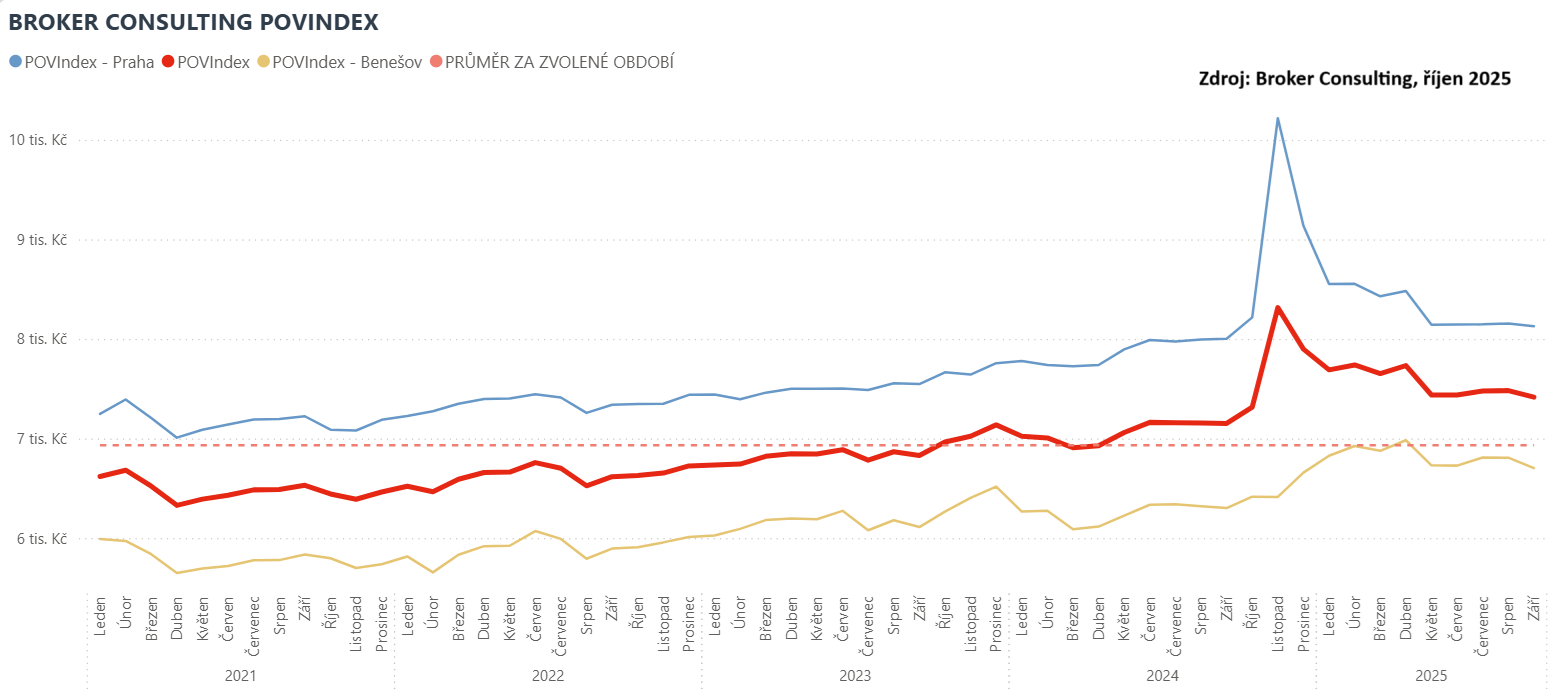 BROKER CONSULTING POVINDEX
POVIndex - Praha POVIndex POVIndex - Benešov PRŮMĚR ZA ZVOLENÉ OBDOBÍ
Zdroj: Broker Consulting, říjen 2025
10 tis. Kč
9 tis. Kč
8 tis. Kč
7 tis. Kč
6 tis. Kč
Leden Únor Březen Duben Květen Červen Červenec Srpen Září Říjen Listopad Prosinec Leden Únor Březen Duben Květen Červen Červenec Srpen Září Říjen Listopad Prosinec Leden Únor Březen Duben Květen Červen Červenec Srpen Září Říjen Listopad Prosinec Leden Únor Březen Duben Květen Červen Červenec Srpen Září Říjen Listopad Prosinec Leden Únor Březen Duben Květen Červen Červenec Srpen Září
2021 2022 2023 2024 2025